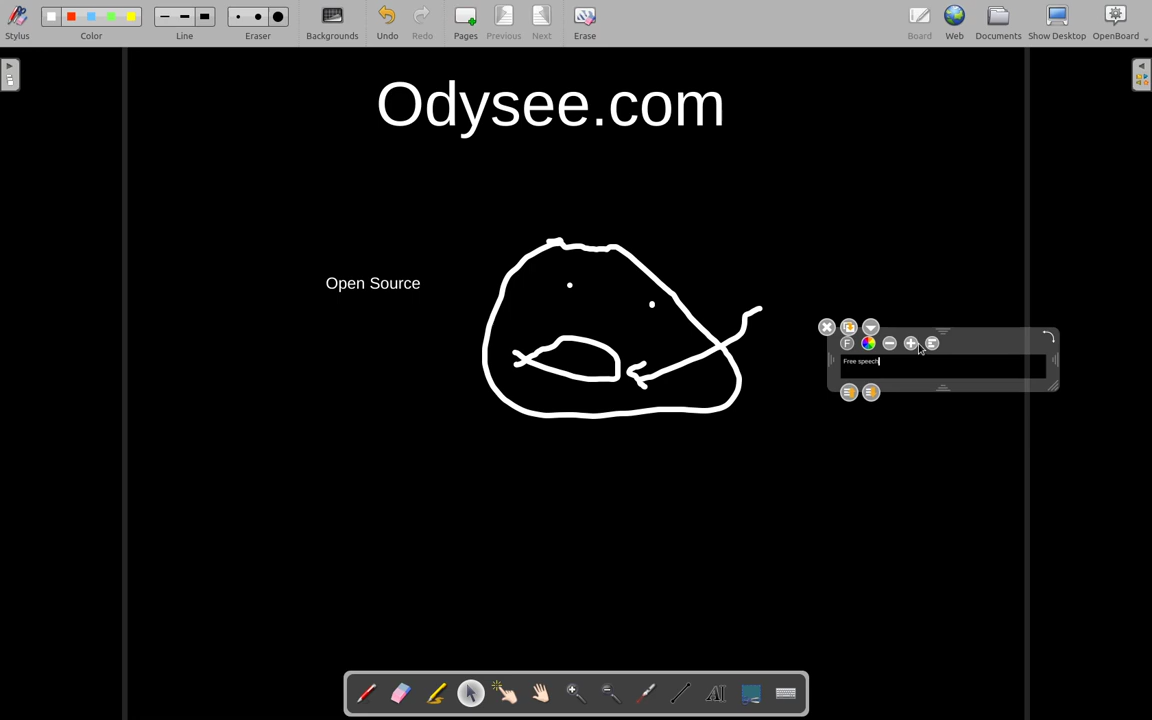 Stylus
Color
Line
Eraser
Backgrounds
Undo
Redo
Pages
Previous
Next
Erase
Board
Web
Documents
Show Desktop
OpenBoard
Odysee.com
Open Source
F
Free speech
AI